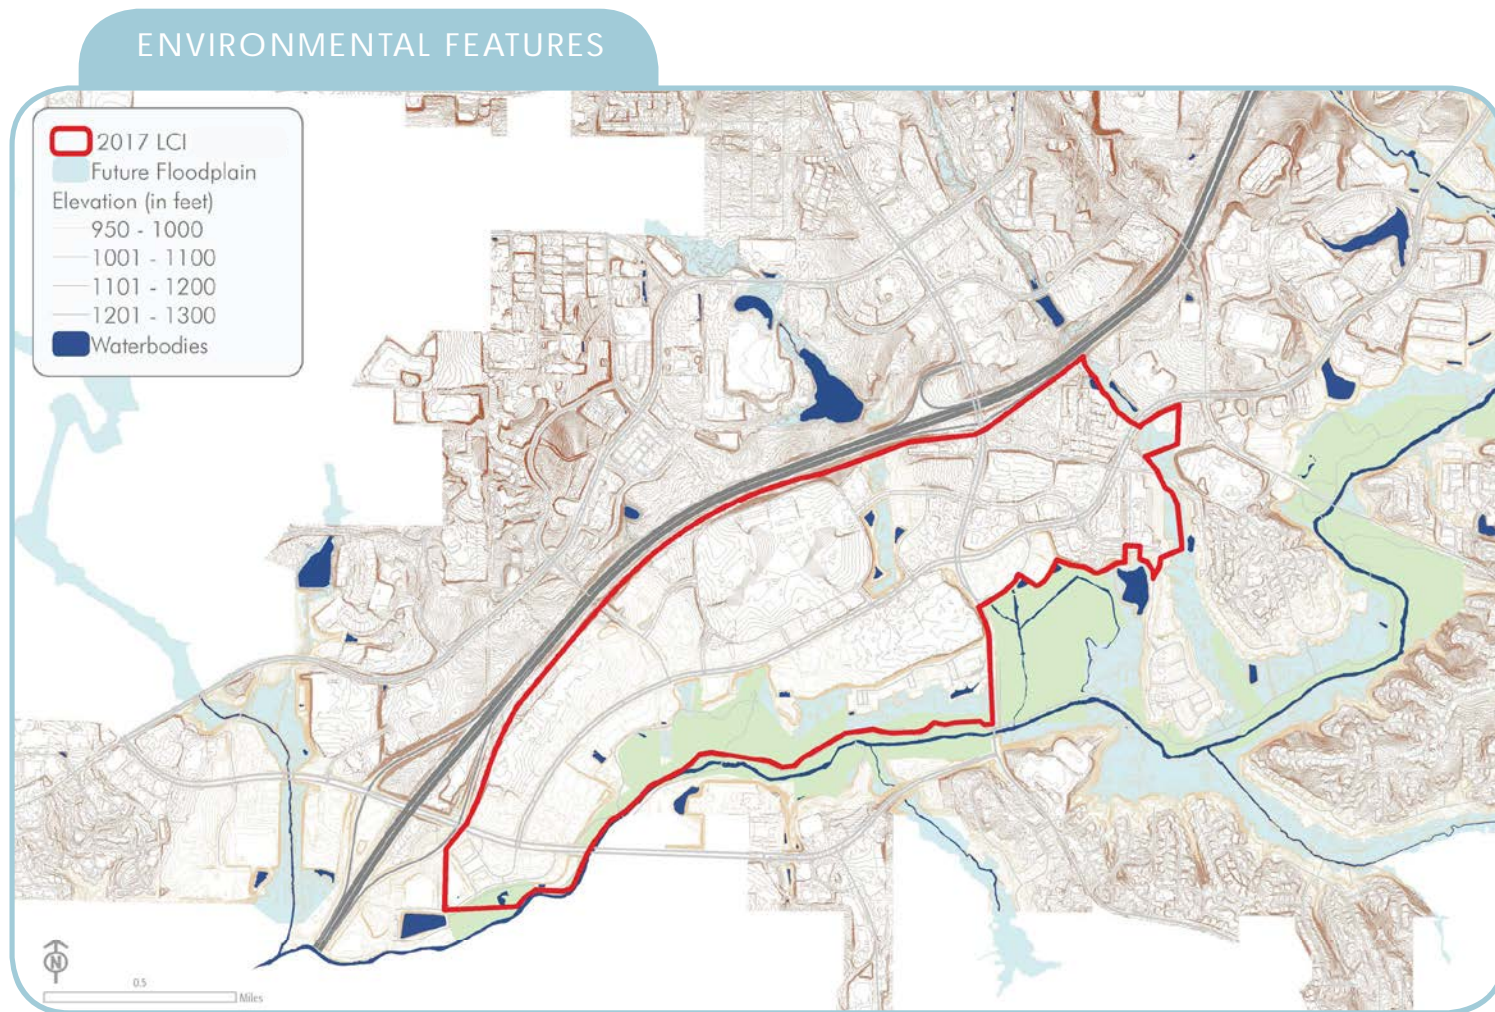 ENVIRONMENTAL FEATURES
2017 LCI
Future Floodplain
Elevation (in feet)
950 - 1000
1001 - 1100
1101 - 1200
1201 - 1300
Waterbodies
N
0.5
Miles